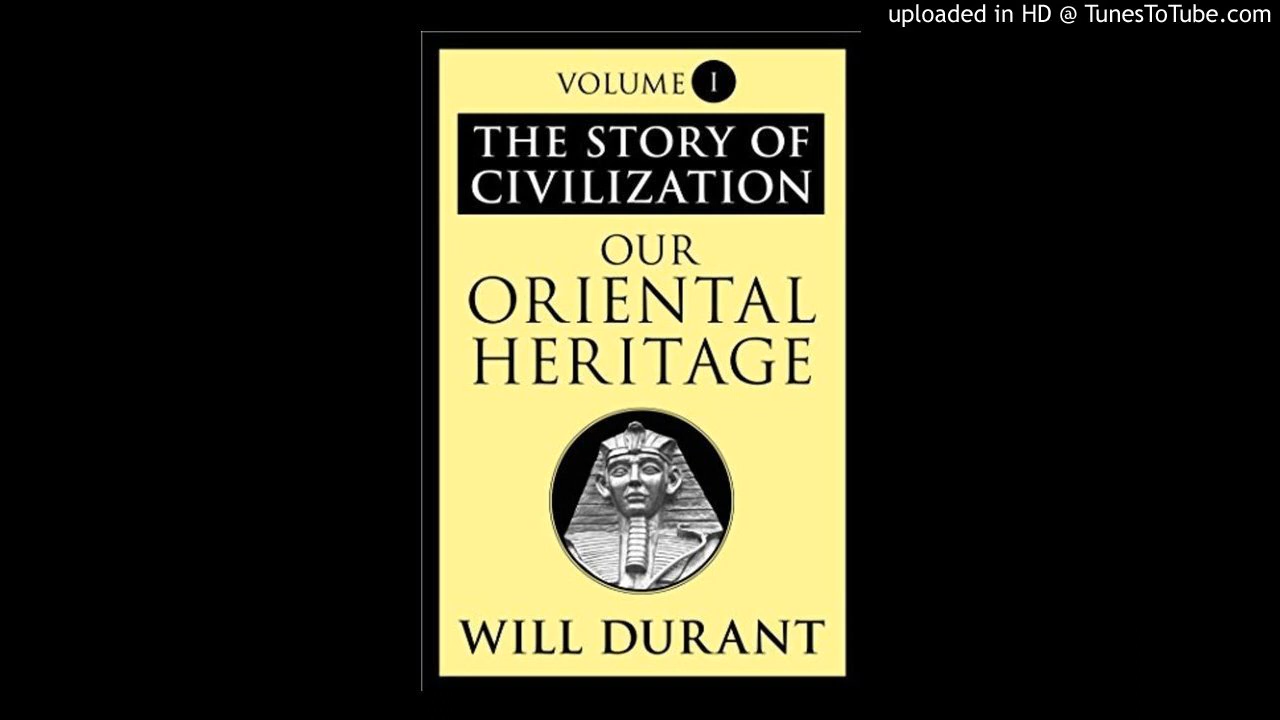 uploaded in HD @ TunesToTube.com
VOLUME I
THE STORY OF
CIVILIZATION
OUR
ORIENTAL
HERITAGE
WILL DURANT